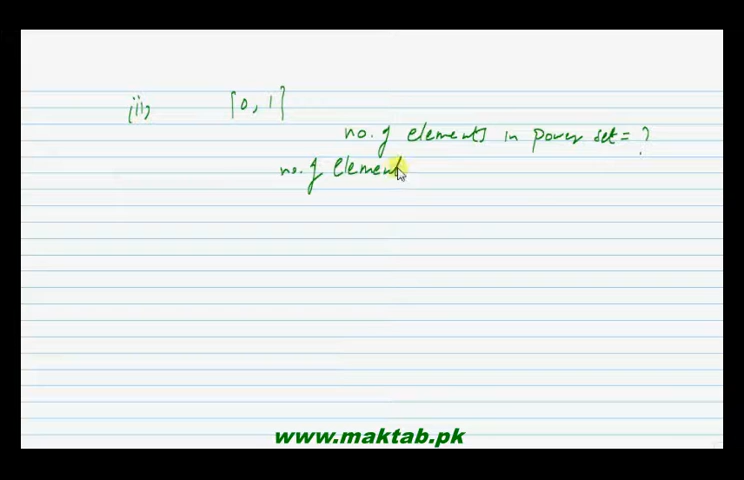 (ii) {0, 1}
no. of elements in power set = ?
no. of Element
www.maktab.pk